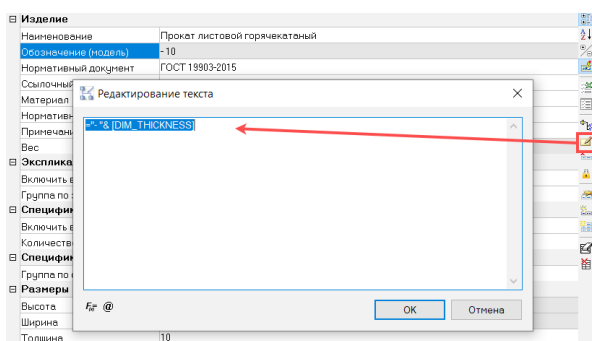 Изделие
Наименование Прокат листовой горячекатаный
Обозначение (модель) - 10
Нормативный документ ГОСТ 19903-2015
Ссылочный
Материал
Редактирование текста
Нормативн
="- "& [DIM_THICKNESS]
Примечани
Вес
Эксплика
Включить в
Группа по
Специфик
Включить в
Количеств
Специфик
Группа по
Размеры
Высота
OK Отмена
Ширина
Толщина 10